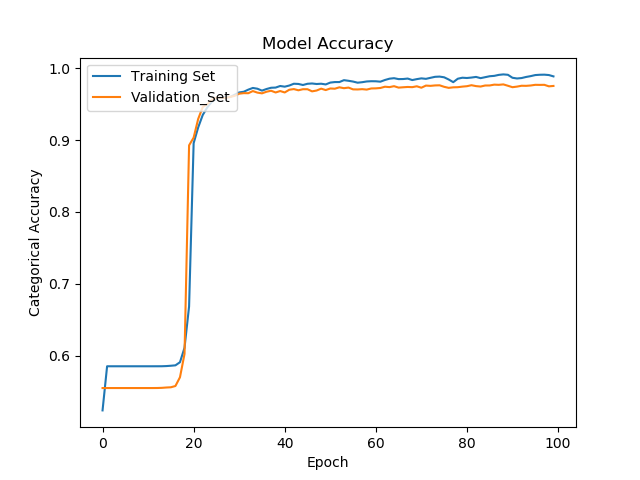 Model Accuracy
Training Set
Validation_Set
Categorical Accuracy
1.0
0.9
0.8
0.7
0.6
0
20
40
60
80
100
Epoch